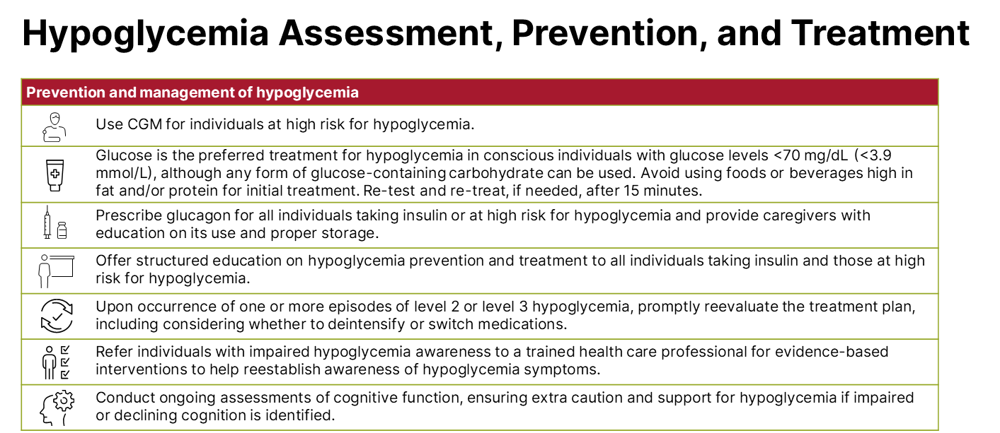 Hypoglycemia Assessment, Prevention, and Treatment
Prevention and management of hypoglycemia
Use CGM for individuals at high risk for hypoglycemia.
Glucose is the preferred treatment for hypoglycemia in conscious individuals with glucose levels <70 mg/dL (<3.9
mmol/L), although any form of glucose-containing carbohydrate can be used. Avoid using foods or beverages high in
fat and/or protein for initial treatment. Re-test and re-treat, if needed, after 15 minutes.
Prescribe glucagon for all individuals taking insulin or at high risk for hypoglycemia and provide caregivers with
education on its use and proper storage.
Offer structured education on hypoglycemia prevention and treatment to all individuals taking insulin and those at high
risk for hypoglycemia.
Upon occurrence of one or more episodes of level 2 or level 3 hypoglycemia, promptly reevaluate the treatment plan,
including considering whether to deintensify or switch medications.
Refer individuals with impaired hypoglycemia awareness to a trained health care professional for evidence-based
interventions to help reestablish awareness of hypoglycemia symptoms.
Conduct ongoing assessments of cognitive function, ensuring extra caution and support for hypoglycemia if impaired
or declining cognition is identified.